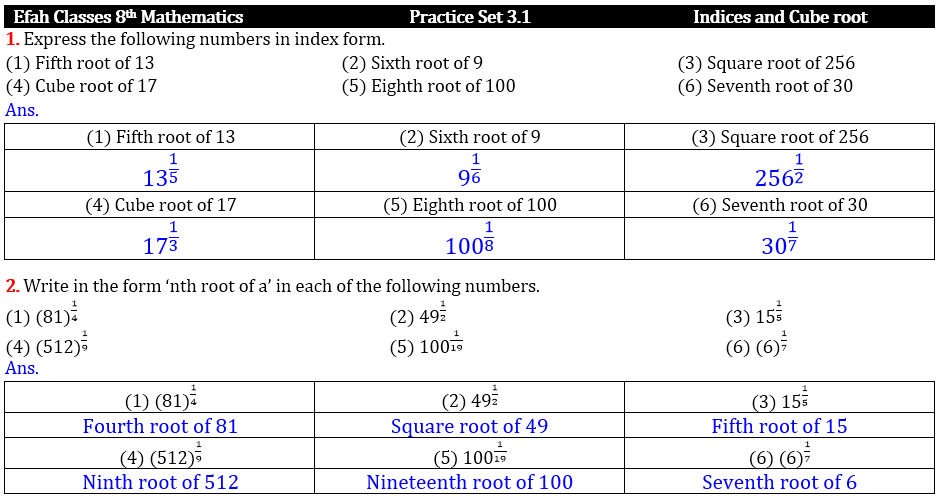 Efah Classes 8th Mathematics Practice Set 3.1 Indices and Cube root
1. Express the following numbers in index form.
(1) Fifth root of 13 (2) Sixth root of 9 (3) Square root of 256
(4) Cube root of 17 (5) Eighth root of 100 (6) Seventh root of 30
Ans.
(1) Fifth root of 13 (2) Sixth root of 9 (3) Square root of 256
13^(1/5) 9^(1/6) 256^(1/2)
(4) Cube root of 17 (5) Eighth root of 100 (6) Seventh root of 30
17^(1/3) 100^(1/8) 30^(1/7)
2. Write in the form ‘nth root of a’ in each of the following numbers.
(1) (81)^(1/4) (2) 49^(1/2) (3) 15^(1/5)
(4) (512)^(1/9) (5) 100^(1/19) (6) (6)^(1/7)
Ans.
(1) (81)^(1/4) (2) 49^(1/2) (3) 15^(1/5)
Fourth root of 81 Square root of 49 Fifth root of 15
(4) (512)^(1/9) (5) 100^(1/19) (6) (6)^(1/7)
Ninth root of 512 Nineteenth root of 100 Seventh root of 6